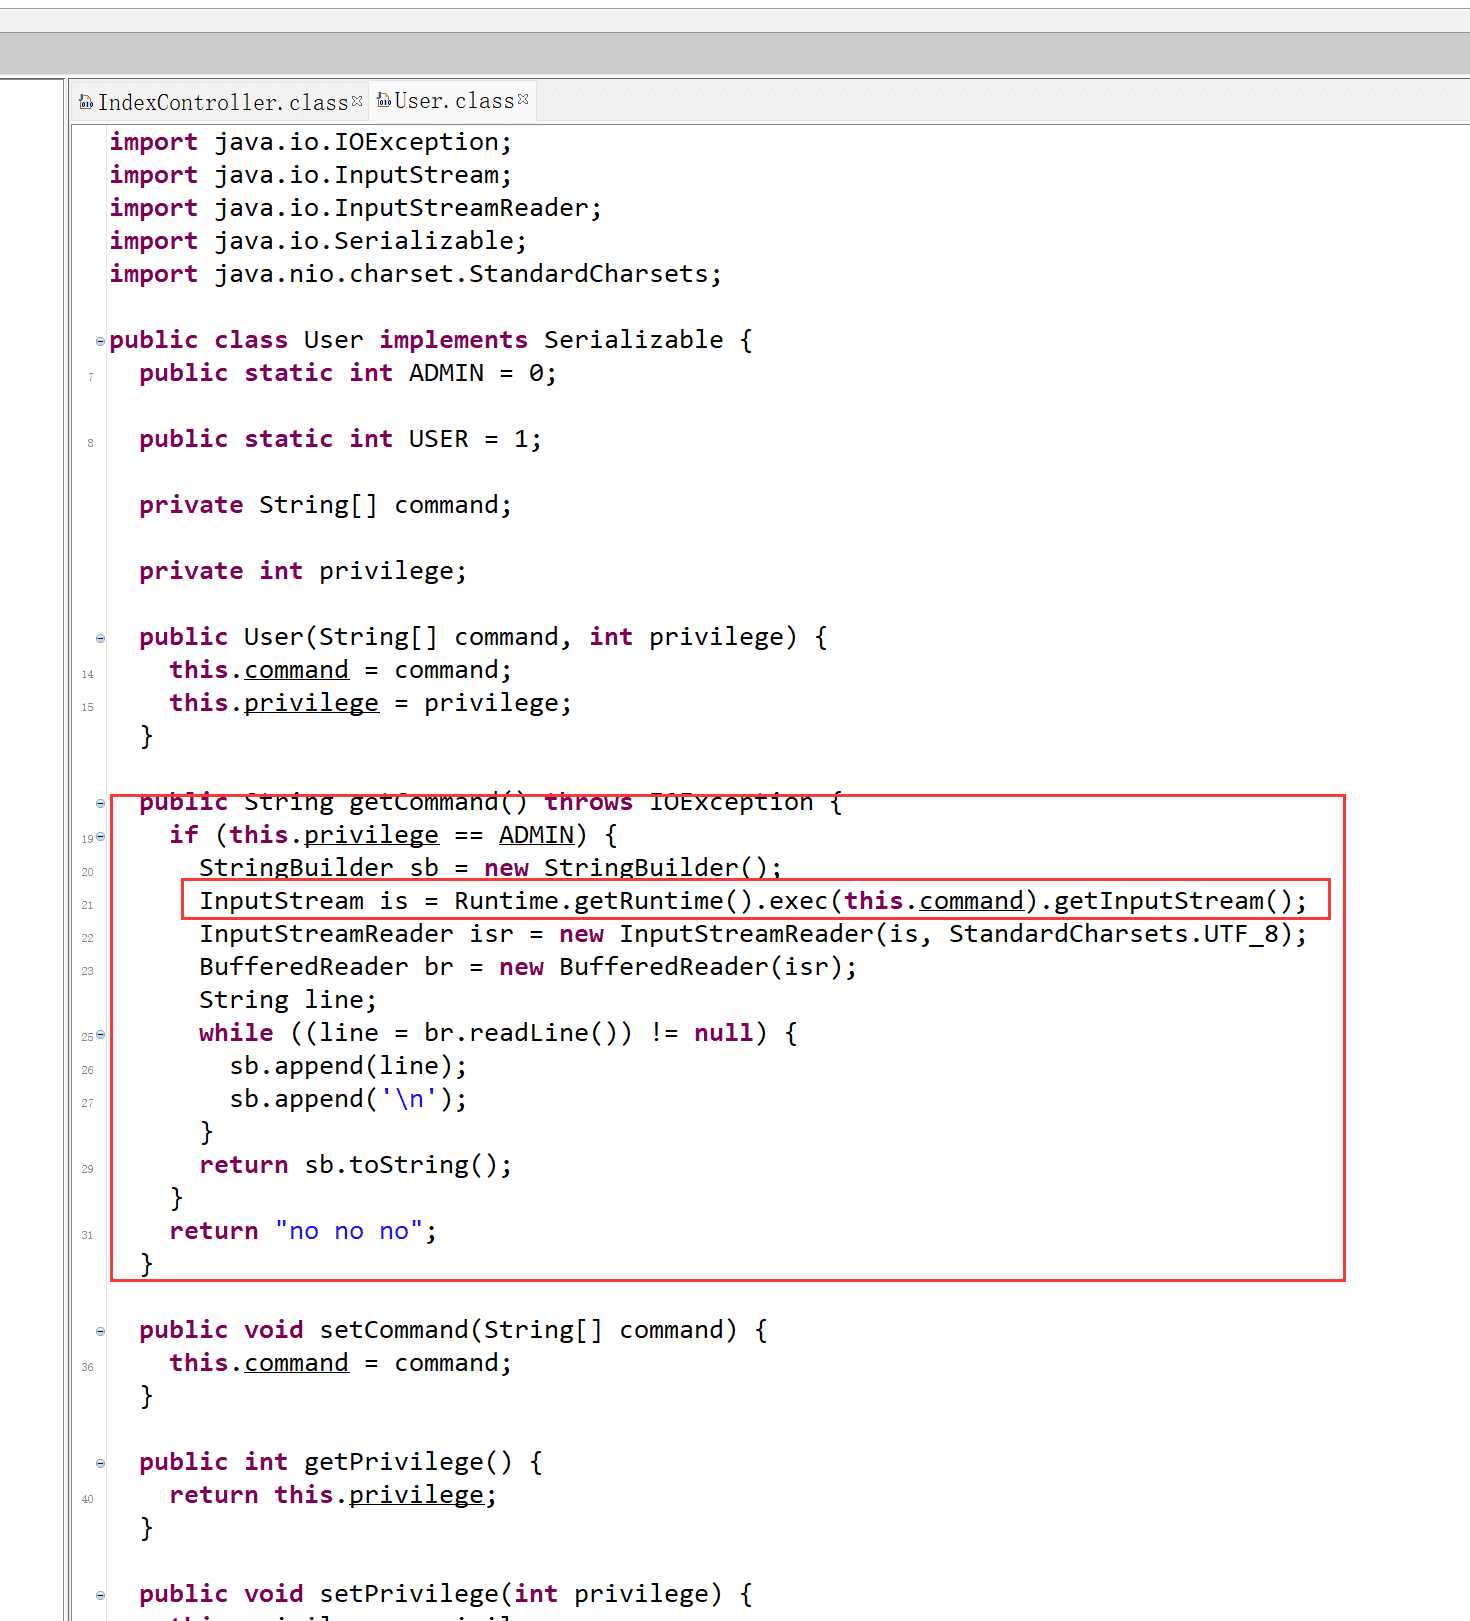 IndexController.class User.class
import java.io.IOException;
import java.io.InputStream;
import java.io.InputStreamReader;
import java.io.Serializable;
import java.nio.charset.StandardCharsets;
public class User implements Serializable {
7 public static int ADMIN = 0;
8 public static int USER = 1;
private String[] command;
private int privilege;
public User(String[] command, int privilege) {
14 this.command = command;
15 this.privilege = privilege;
}
public String getCommand() throws IOException {
19 if (this.privilege == ADMIN) {
20 StringBuilder sb = new StringBuilder();
21 InputStream is = Runtime.getRuntime().exec(this.command).getInputStream();
22 InputStreamReader isr = new InputStreamReader(is, StandardCharsets.UTF_8);
23 BufferedReader br = new BufferedReader(isr);
String line;
25 while ((line = br.readLine()) != null) {
26 sb.append(line);
27 sb.append('\n');
}
29 return sb.toString();
}
31 return "no no no";
}
public void setCommand(String[] command) {
36 this.command = command;
}
public int getPrivilege() {
40 return this.privilege;
}
public void setPrivilege(int privilege) {